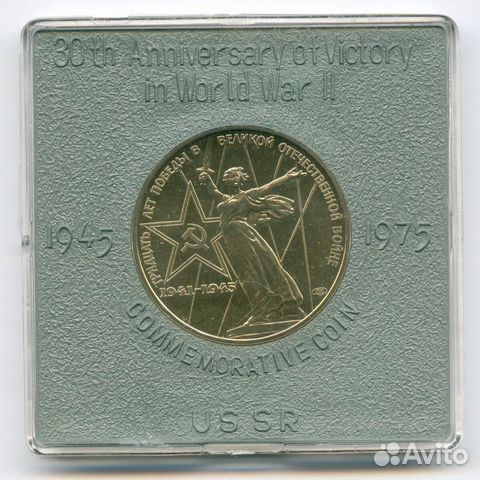 30th Anniversary of Victory
in World War II
ТРИДЦАТЬ ЛЕТ ПОБЕДЫ В ВЕЛИКОЙ ОТЕЧЕСТВЕННОЙ ВОЙНЕ
1945
1975
1941-1945
COMMEMORATIVE COIN
USSR
Avito